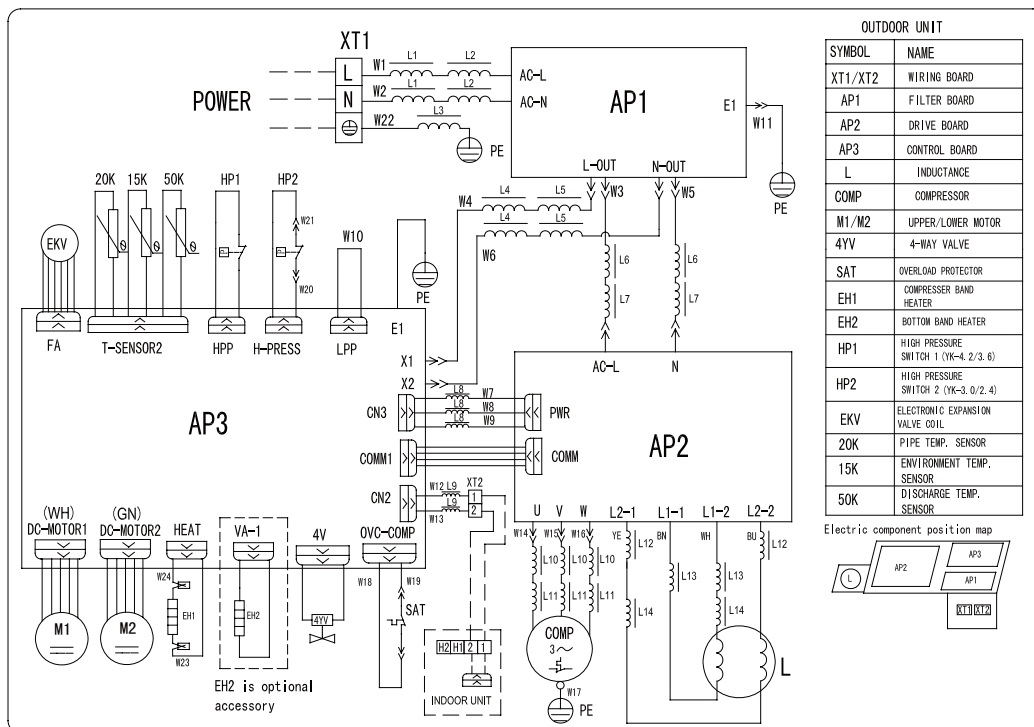 OUTDOOR UNIT
SYMBOL NAME
XT1/XT2 WIRING BOARD
AP1 FILTER BOARD
AP2 DRIVE BOARD
AP3 CONTROL BOARD
L INDUCTANCE
COMP COMPRESSOR
M1/M2 UPPER/LOWER MOTOR
4YV 4-WAY VALVE
SAT OVERLOAD PROTECTOR
EH1 COMPRESSER BAND
HEATER
EH2 BOTTOM BAND HEATER
HP1 HIGH PRESSURE
SWITCH 1 (YK-4.2/3.6)
HP2 HIGH PRESSURE
SWITCH 2 (YK-3.0/2.4)
EKV ELECTRONIC EXPANSION
VALVE COIL
20K PIPE TEMP. SENSOR
15K ENVIRONMENT TEMP.
SENSOR
50K DISCHARGE TEMP.
SENSOR
Electric component position map
L AP2 AP3
AP1
XT1 XT2
XT1
POWER
L W1 L1 L2 AC-L
N W2 L1 L2 AC-N
W22 L3 PE
AP1
E1
W11
PE
L-OUT N-OUT
W3 W5
W4 L4 L5
L4 L5
W6
L6 L6
L7 L7
20K 15K 50K HP1 HP2
W21
W20
W10
EKV
θ θ θ
P P
PE
FA T-SENSOR2 HPP H-PRESS LPP E1
X1
X2
AP3
CN3 L8 W7 PWR
L8 W8
L8 W9
COMM1 COMM
CN2 W12 L9 XT2
L9 1
W13 2
AC-L N
AP2
U V W L2-1 L1-1 L1-2 L2-2
W14 W15 W16 YE BN WH BU
L10 L10 L12 L12
L11 L11 L13 L13
L14 L14
COMP
3～
W17
PE
L
(WH) (GN)
DC-MOTOR1 DC-MOTOR2 HEAT VA-1 4V OVC-COMP
W24 W18 W19
M1 M2 EH1 EH2 4YV SAT
W23
EH2 is optional
accessory
H2 H1 2 1
INDOOR UNIT